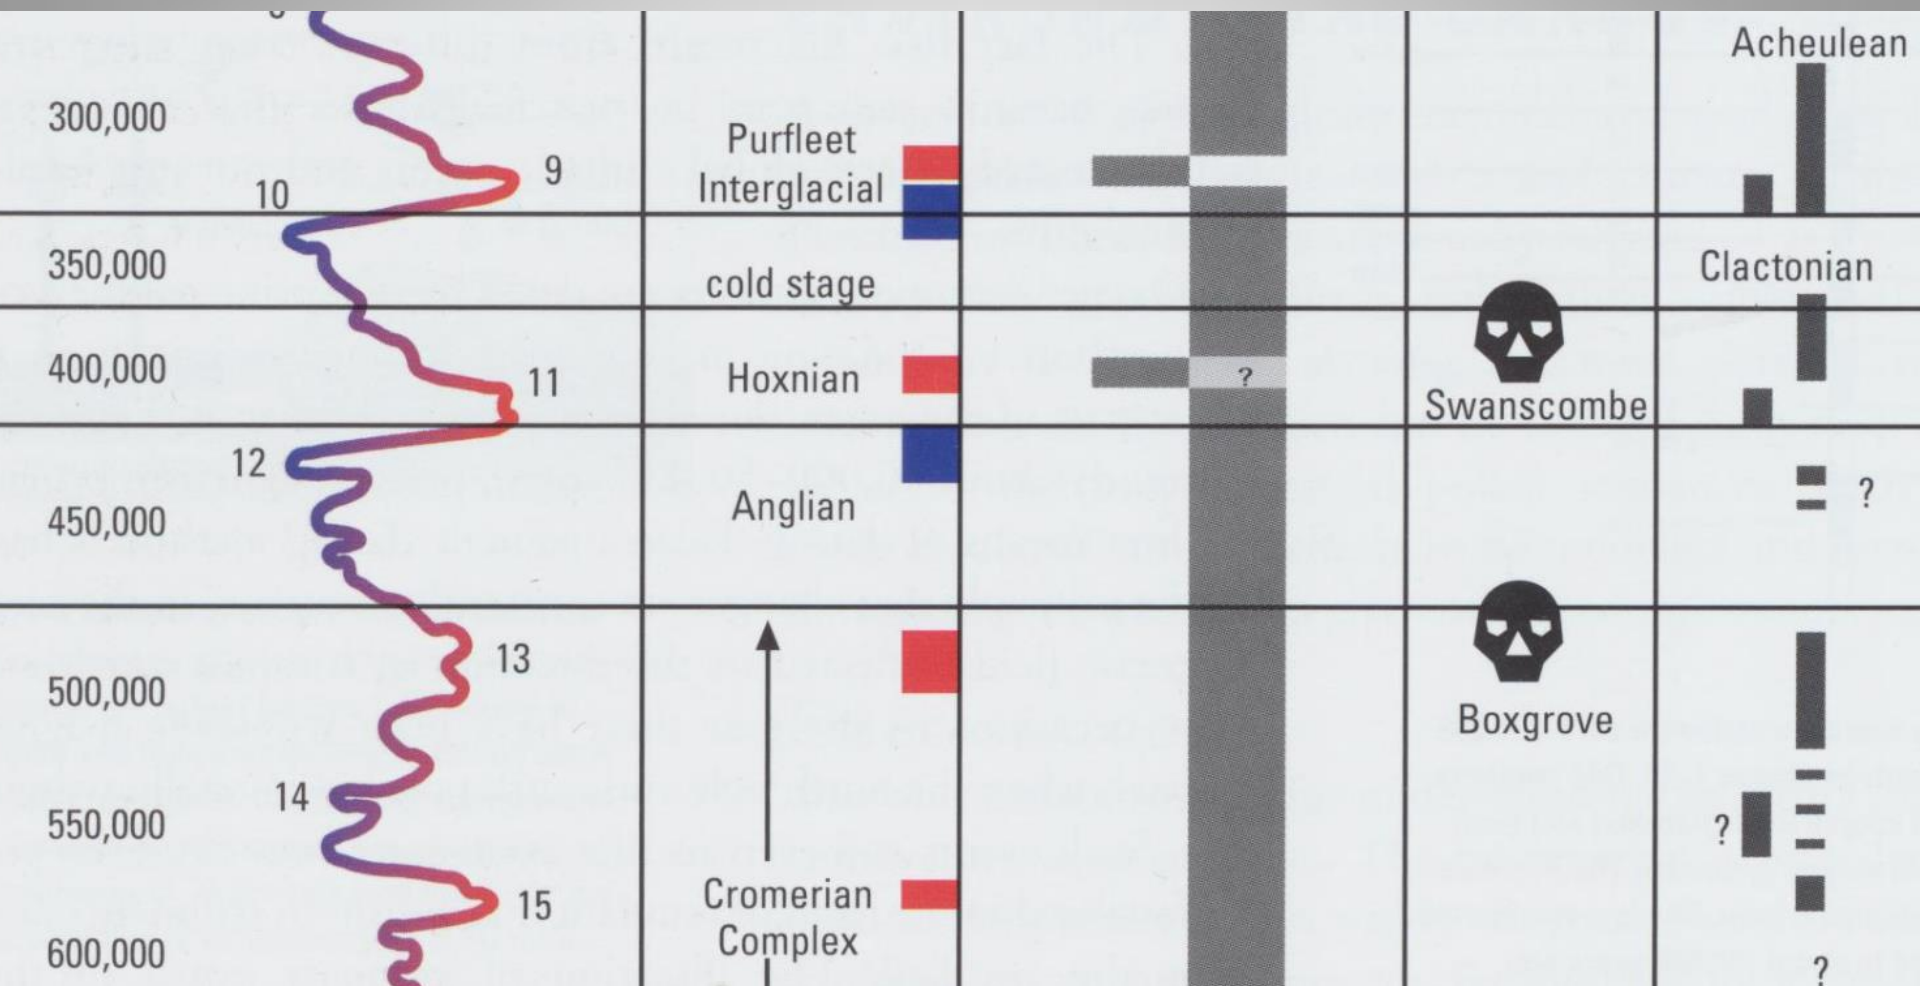 Acheulean
300,000
9
10
Purfleet
Interglacial
350,000
cold stage
Clactonian
400,000
11
Hoxnian
?
Swanscombe
12
450,000
Anglian
?
13
500,000
Boxgrove
14
550,000
?
15
Cromerian
Complex
600,000
?